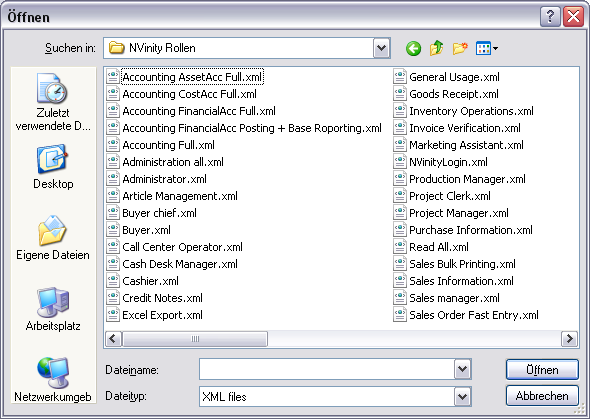 Öffnen
Suchen in:
NVinity Rollen
Zuletzt
verwendete D...
Desktop
Eigene Dateien
Arbeitsplatz
Netzwerkumgeb
Accounting AssetAcc Full.xml
Accounting CostAcc Full.xml
Accounting FinancialAcc Full.xml
Accounting FinancialAcc Posting + Base Roporting.xml
Accounting Full.xml
Administration all.xml
Administrator.xml
Article Management.xml
Buyer chief.xml
Buyer.xml
Call Center Operator.xml
Cash Desk Manager.xml
Cashier.xml
Credit Notes.xml
Excel Export.xml
General Usage.xml
Goods Receipt.xml
Inventory Operations.xml
Invoice Verification.xml
Marketing Assistant.xml
NVinityLogin.xml
Production Manager.xml
Project Clerk.xml
Project Manager.xml
Purchase Information.xml
Read All.xml
Sales Bulk Printing.xml
Sales Information.xml
Sales manager.xml
Sales Order Fast Entry.xml
Dateiname:
Öffnen
Dateityp:
XML files
Abbrechen